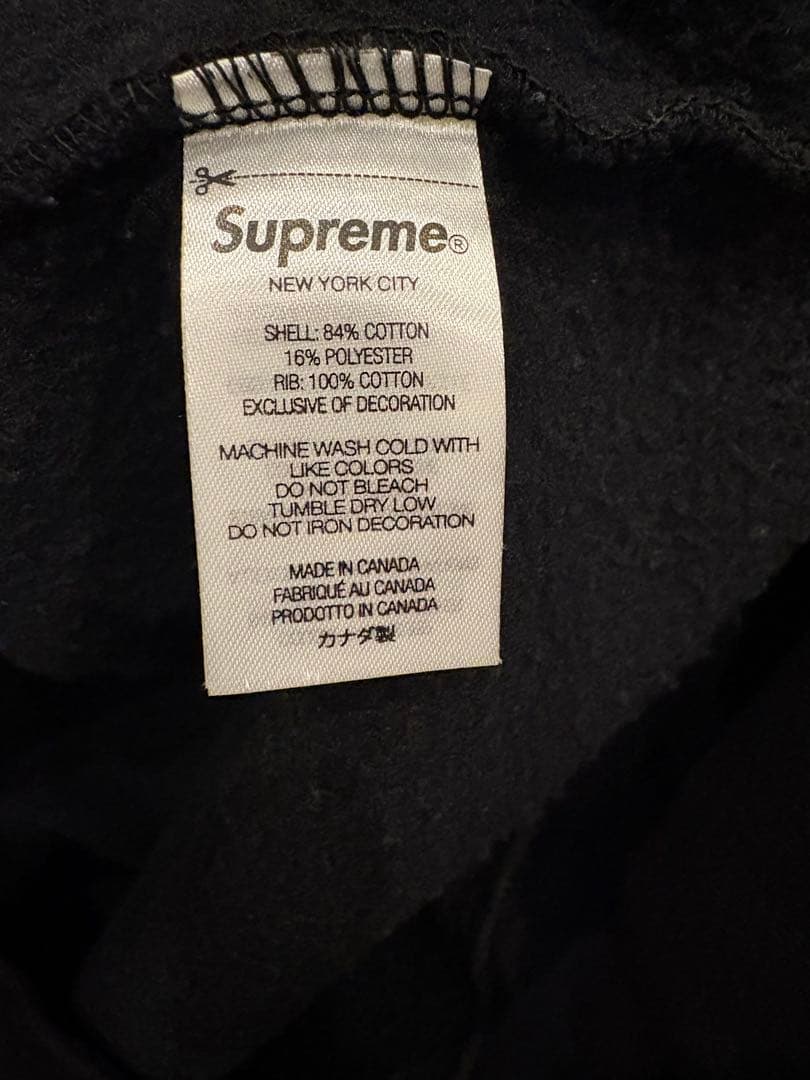 Supreme®
NEW YORK CITY
SHELL: 84% COTTON
16% POLYESTER
RIB: 100% COTTON
EXCLUSIVE OF DECORATION
MACHINE WASH COLD WITH
LIKE COLORS
DO NOT BLEACH
TUMBLE DRY LOW
DO NOT IRON DECORATION
MADE IN CANADA
FABRIQUÉ AU CANADA
PRODOTTO IN CANADA
カナダ製